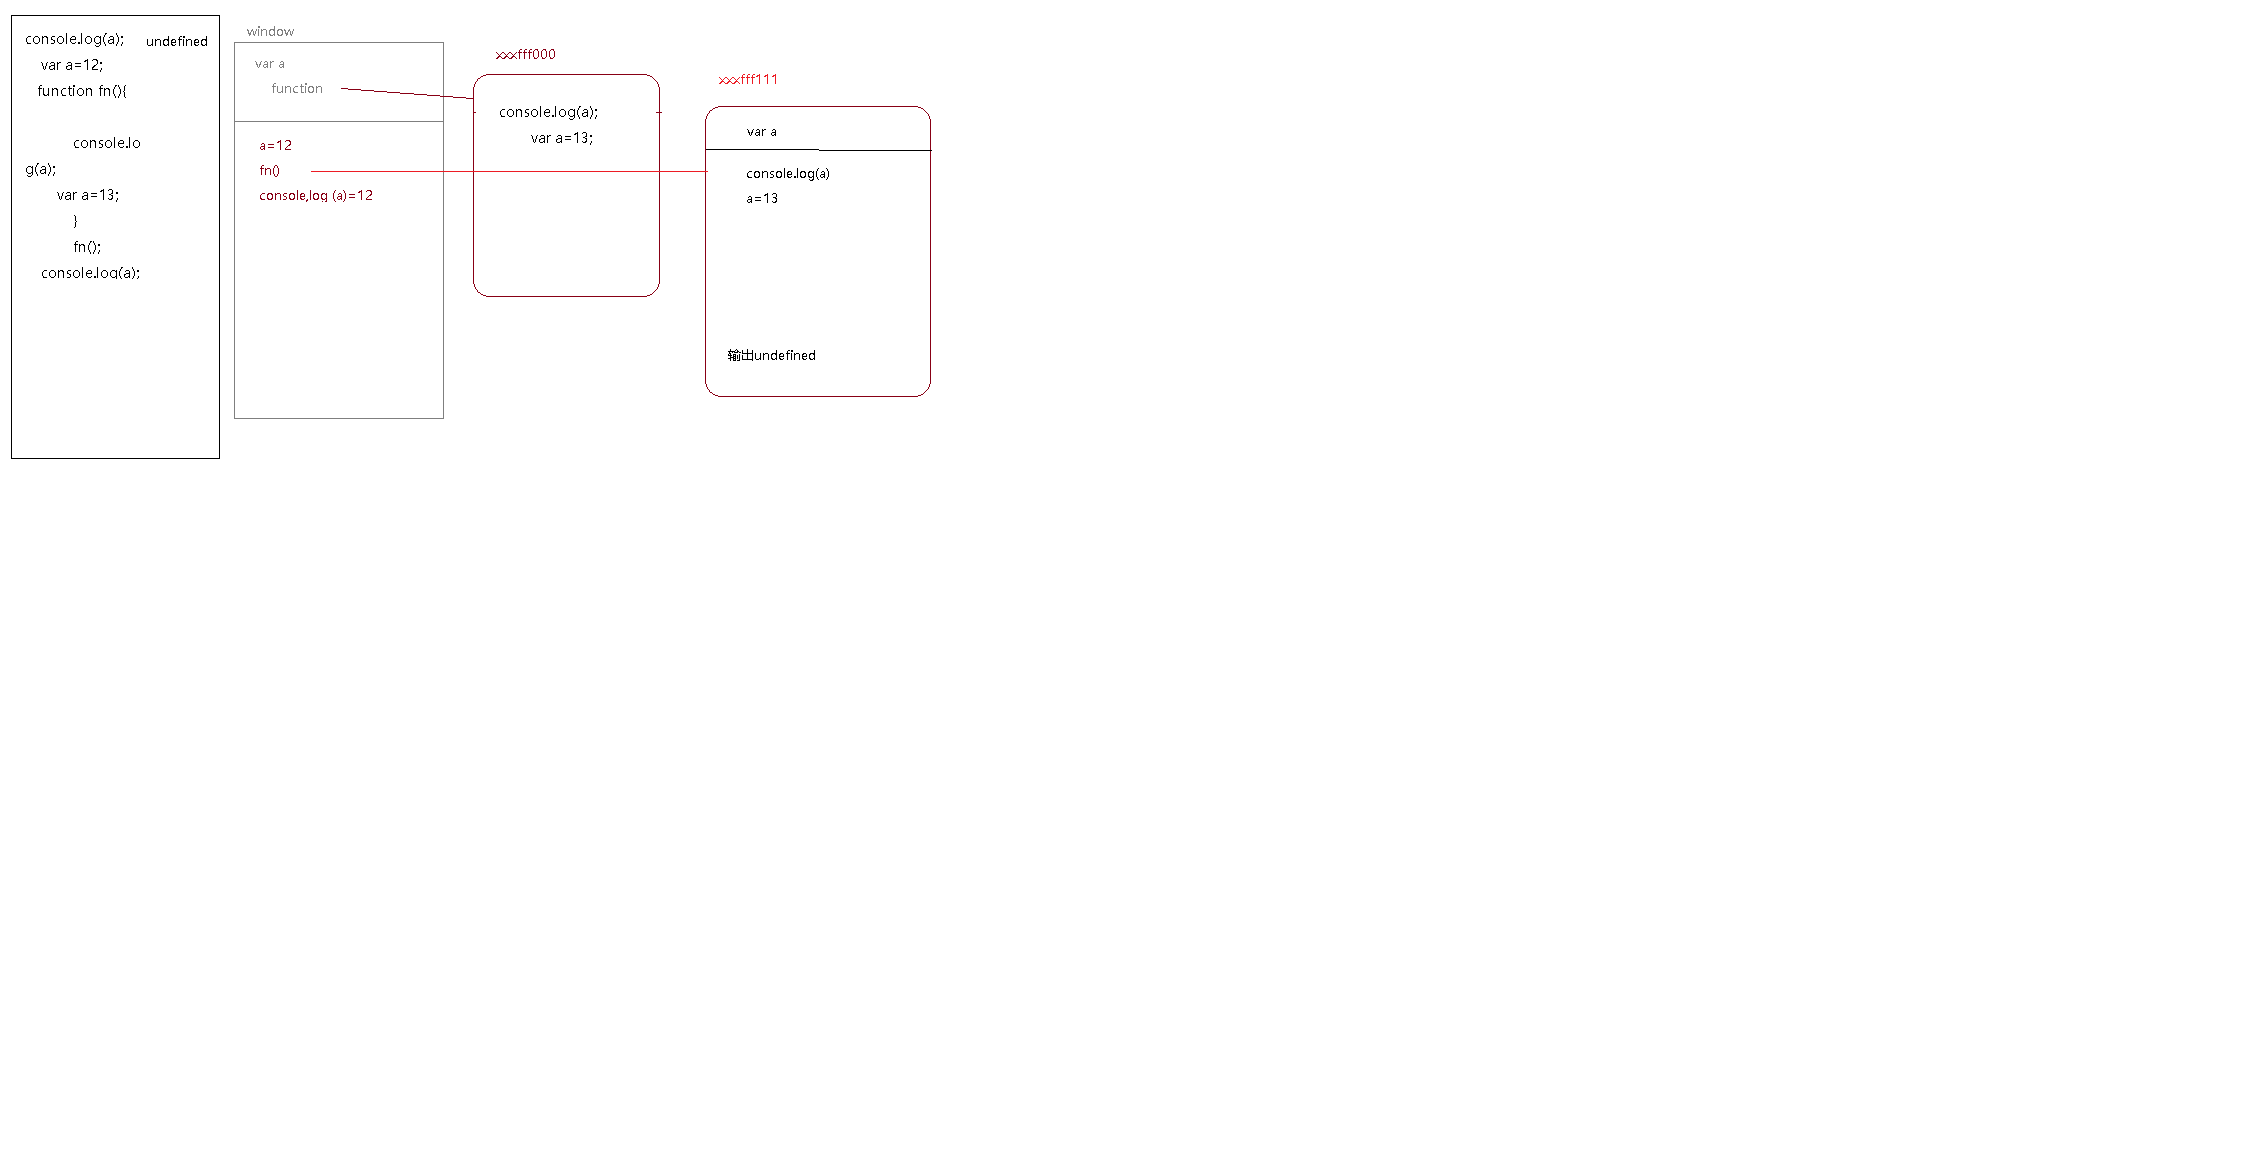 console.log(a); undefined
var a=12;
function fn(){
console.lo
g(a);
var a=13;
}
fn();
console.log(a);
window
var a
function
a=12
fn()
console,log (a)=12
xxxfff000
console.log(a);
var a=13;
xxxfff111
var a
console.log(a)
a=13
输出undefined